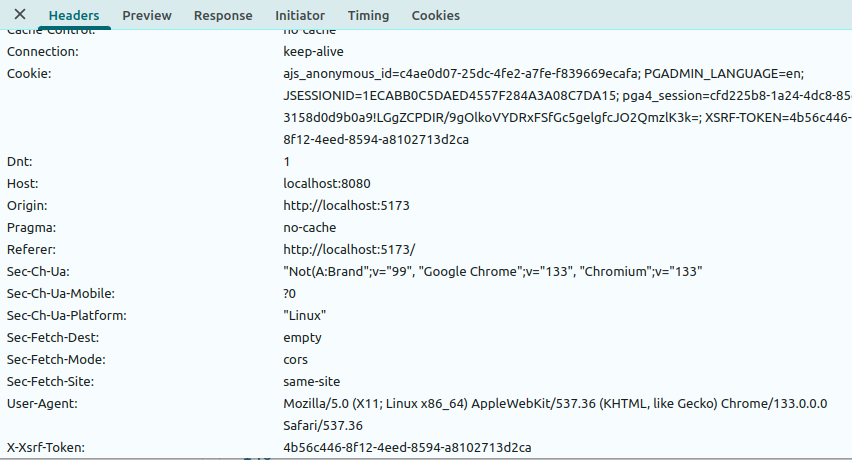 Headers Preview Response Initiator Timing Cookies
Cache-Control: no-cache
Connection: keep-alive
Cookie: ajs_anonymous_id=c4ae0d07-25dc-4fe2-a7fe-f839669ecafa; PGADMIN_LANGUAGE=en;
JSESSIONID=1ECABB0C5DAED4557F284A3A08C7DA15; pga4_session=cfd225b8-1a24-4dc8-85
3158d0d9b0a9!LGgZCPDIR/9gOlkoVYDRxFSfGc5gelgfcJO2QmzlK3k=; XSRF-TOKEN=4b56c446-
8f12-4eed-8594-a8102713d2ca
Dnt: 1
Host: localhost:8080
Origin: http://localhost:5173
Pragma: no-cache
Referer: http://localhost:5173/
Sec-Ch-Ua: "Not(A:Brand";v="99", "Google Chrome";v="133", "Chromium";v="133"
Sec-Ch-Ua-Mobile: ?0
Sec-Ch-Ua-Platform: "Linux"
Sec-Fetch-Dest: empty
Sec-Fetch-Mode: cors
Sec-Fetch-Site: same-site
User-Agent: Mozilla/5.0 (X11; Linux x86_64) AppleWebKit/537.36 (KHTML, like Gecko) Chrome/133.0.0.0
Safari/537.36
X-Xsrf-Token: 4b56c446-8f12-4eed-8594-a8102713d2ca